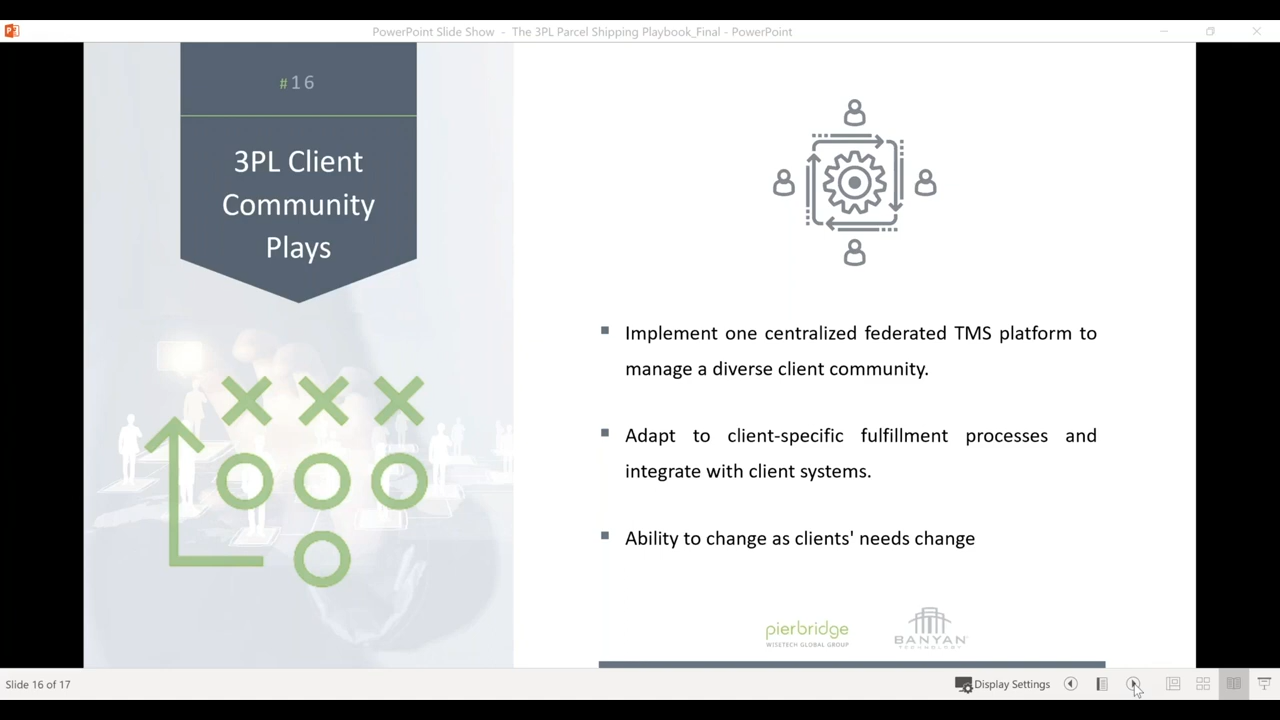 PowerPoint Slide Show - The 3PL Parcel Shipping Playbook_Final - PowerPoint
#16
3PL Client
Community
Plays
Implement one centralized federated TMS platform to
manage a diverse client community.
Adapt to client-specific fulfillment processes and
integrate with client systems.
Ability to change as clients' needs change
pierbridge
WISETECH GLOBAL GROUP
BANYAN
TECHNOLOGY
Slide 16 of 17
Display Settings